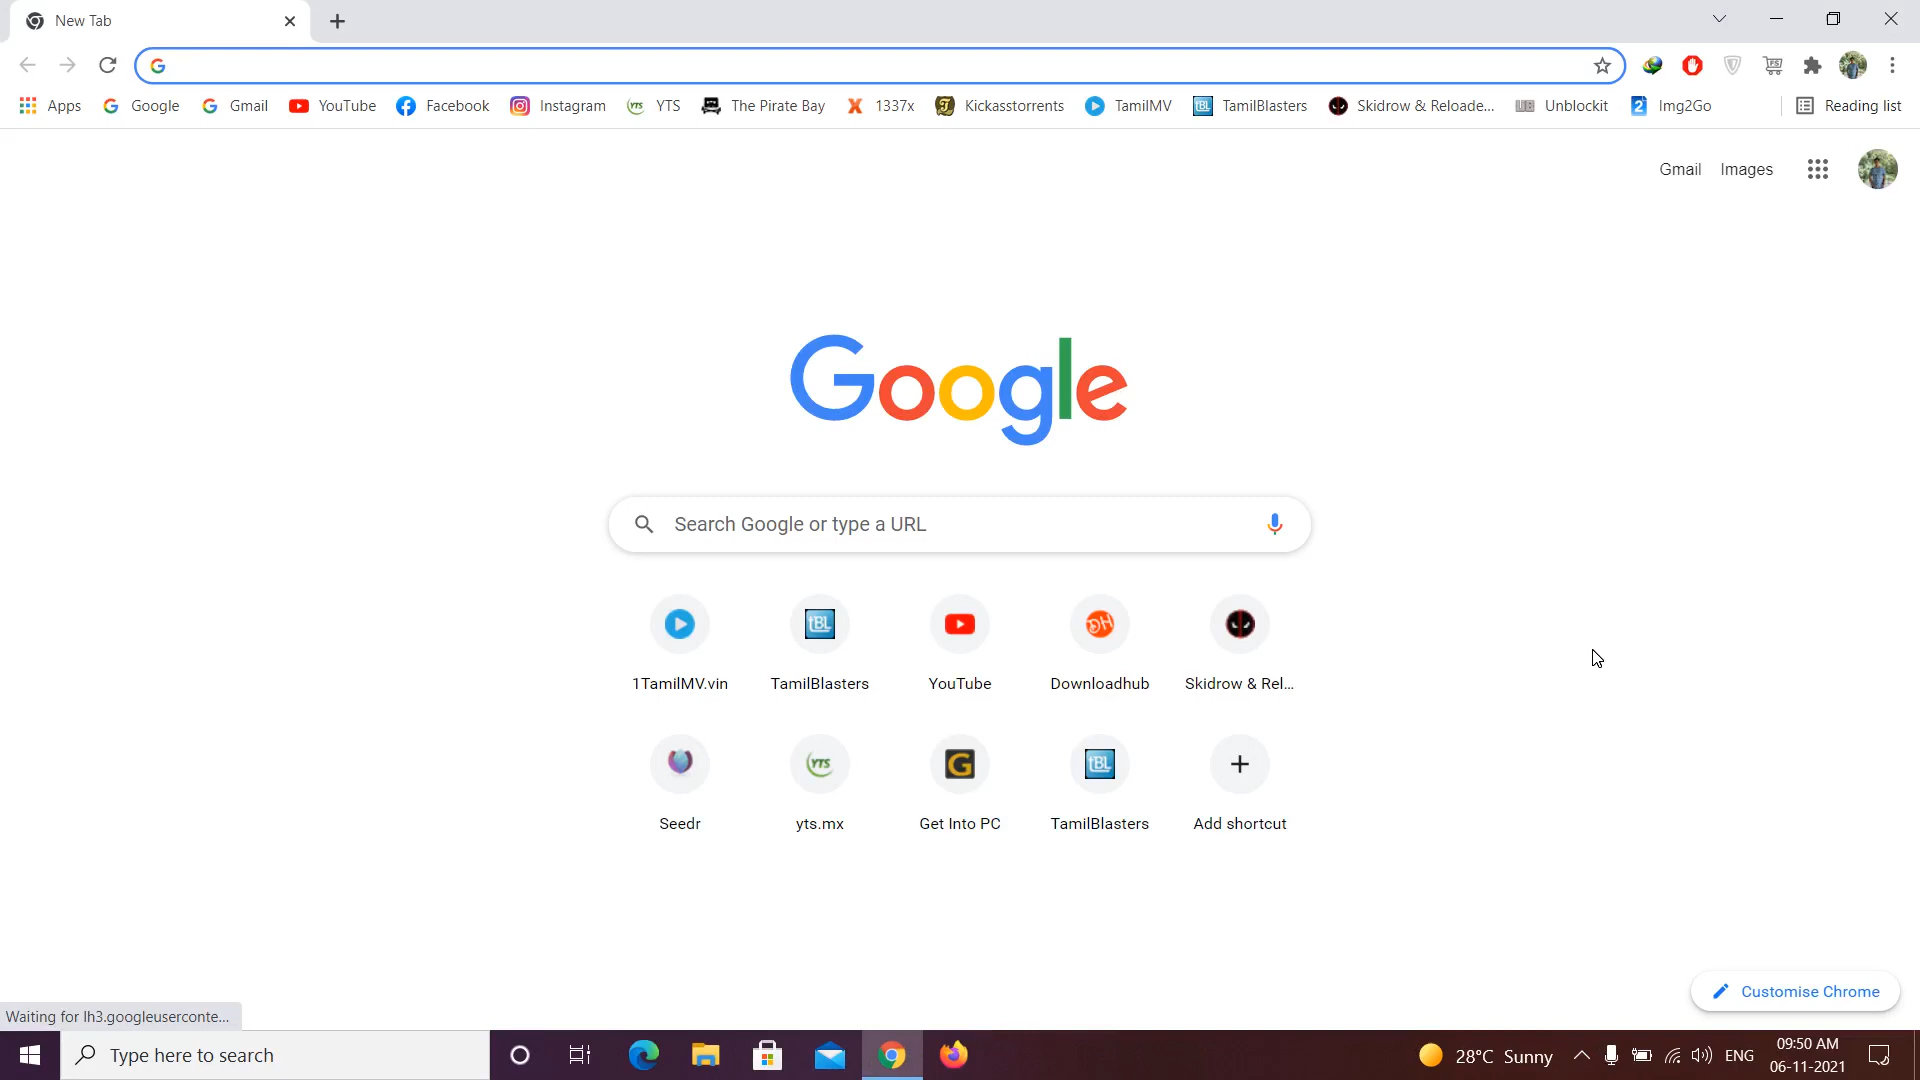 New Tab
Apps Google Gmail YouTube Facebook Instagram YTS The Pirate Bay 1337x Kickasstorrents TamilMV TamilBlasters Skidrow & Reloade... Unblockit Img2Go Reading list
Gmail Images
Google
Search Google or type a URL
1TamilMV.vin TamilBlasters YouTube Downloadhub Skidrow & Rel...
Seedr yts.mx Get Into PC TamilBlasters Add shortcut
Customise Chrome
Waiting for lh3.googleuserconte...
Type here to search
28°C Sunny ENG 09:50 AM
06-11-2021